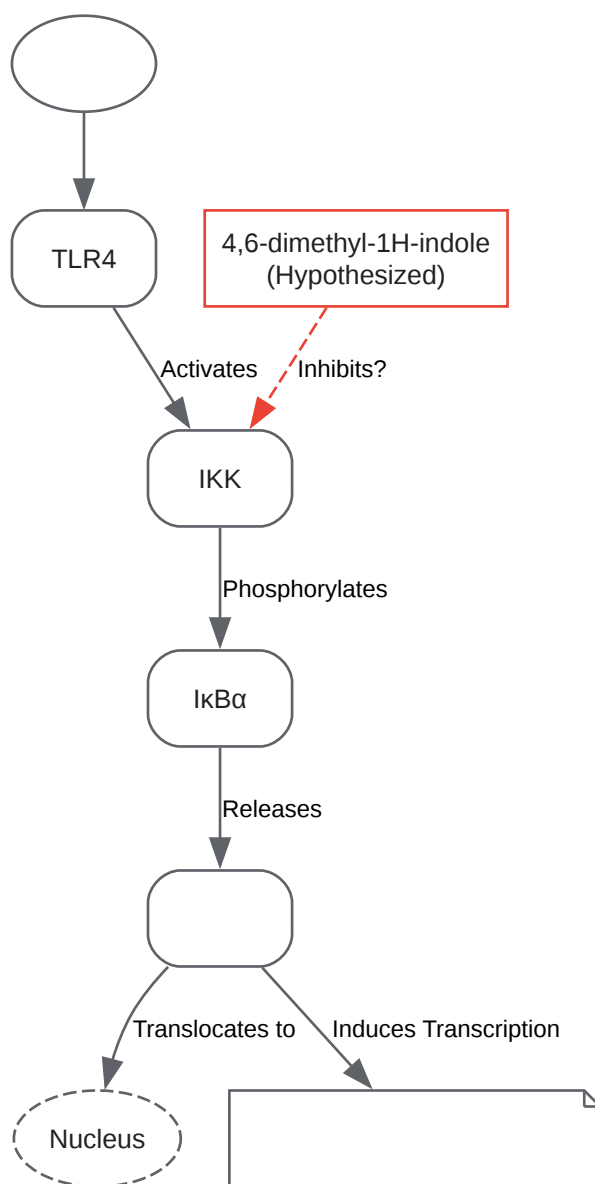 TLR4
4,6-dimethyl-1H-indole
(Hypothesized)
Activates
Inhibits?
IKK
Phosphorylates
IκBα
Releases
Translocates to
Induces Transcription
Nucleus